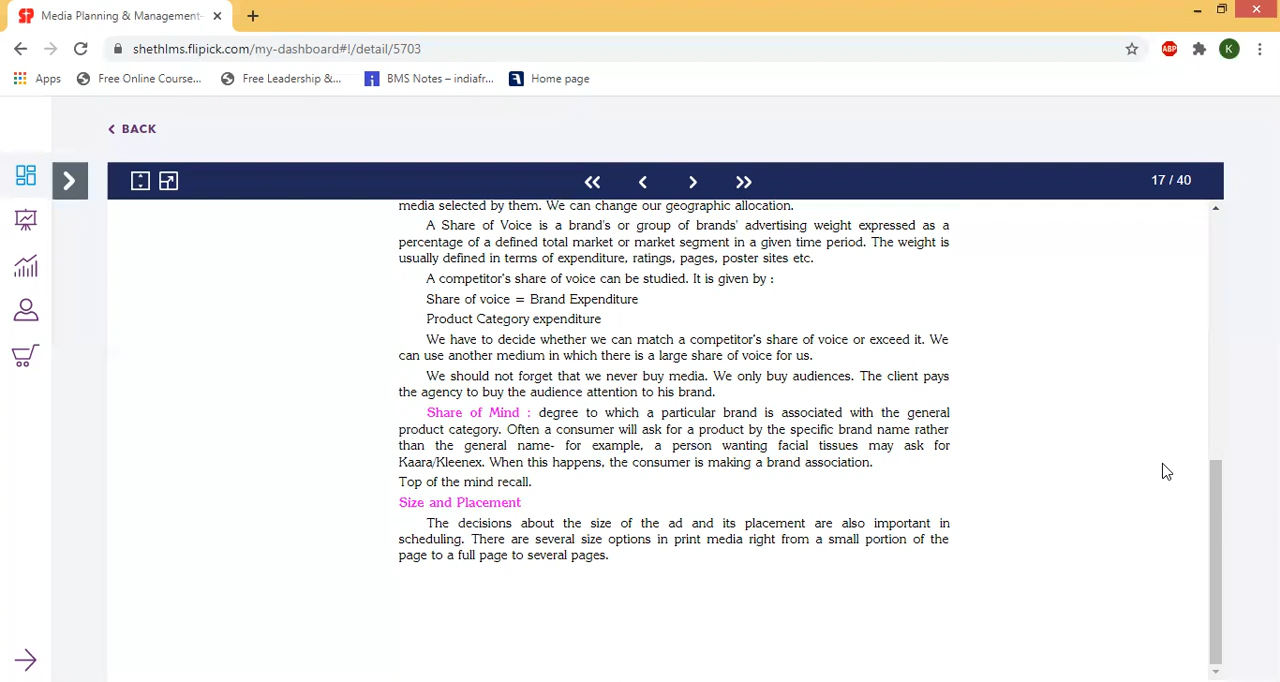 Media Planning & Management-
shethlms.flipick.com/my-dashboard#!/detail/5703
ABP
K
Apps
Free Online Course...
Free Leadership &...
BMS Notes – indiafr...
Home page
BACK
17 / 40
media selected by them. We can change our geographic allocation.
A Share of Voice is a brand's or group of brands' advertising weight expressed as a
percentage of a defined total market or market segment in a given time period. The weight is
usually defined in terms of expenditure, ratings, pages, poster sites etc.
A competitor's share of voice can be studied. It is given by :
Share of voice = Brand Expenditure
Product Category expenditure
We have to decide whether we can match a competitor's share of voice or exceed it. We
can use another medium in which there is a large share of voice for us.
We should not forget that we never buy media. We only buy audiences. The client pays
the agency to buy the audience attention to his brand.
Share of Mind : degree to which a particular brand is associated with the general
product category. Often a consumer will ask for a product by the specific brand name rather
than the general name- for example, a person wanting facial tissues may ask for
Kaara/Kleenex. When this happens, the consumer is making a brand association.
Top of the mind recall.
Size and Placement
The decisions about the size of the ad and its placement are also important in
scheduling. There are several size options in print media right from a small portion of the
page to a full page to several pages.